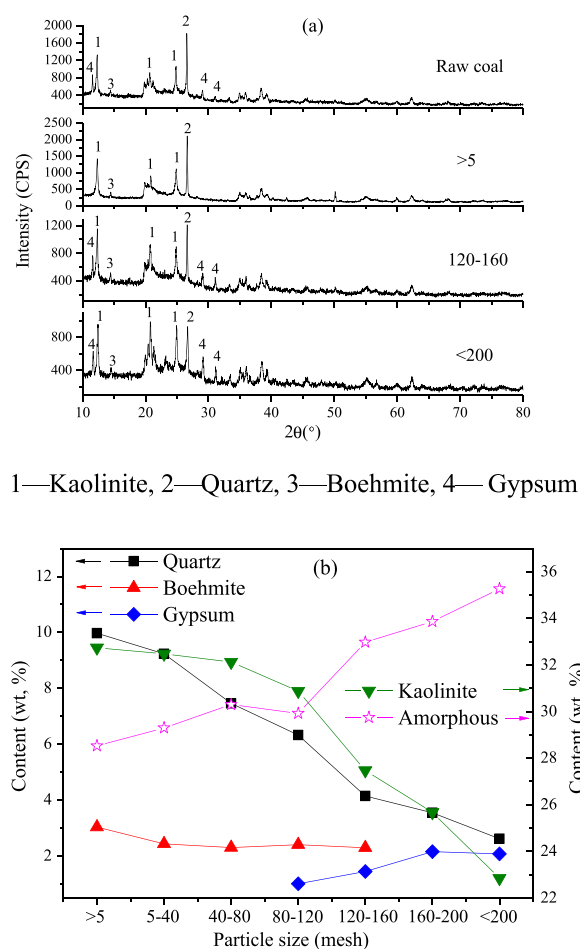 (a)
2000
1600
1200
800
400
4 1 3 1 1 2 4 4
Raw coal
2500
2000
1500
1000
500
0
1 3 1 1 2
>5
1200
800
400
4 1 3 1 1 2 4 4
120-160
800
400
4 1 3 1 1 2 4 4
<200
Intensity (CPS)
10 20 30 40 50 60 70 80
2θ(°)
1—Kaolinite, 2—Quartz, 3—Boehmite, 4— Gypsum
(b)
Quartz
Boehmite
Gypsum
Kaolinite
Amorphous
12
10
8
6
4
2
Content (wt, %)
36
34
32
30
28
26
24
22
Content (wt, %)
>5 5-40 40-80 80-120 120-160 160-200 <200
Particle size (mesh)